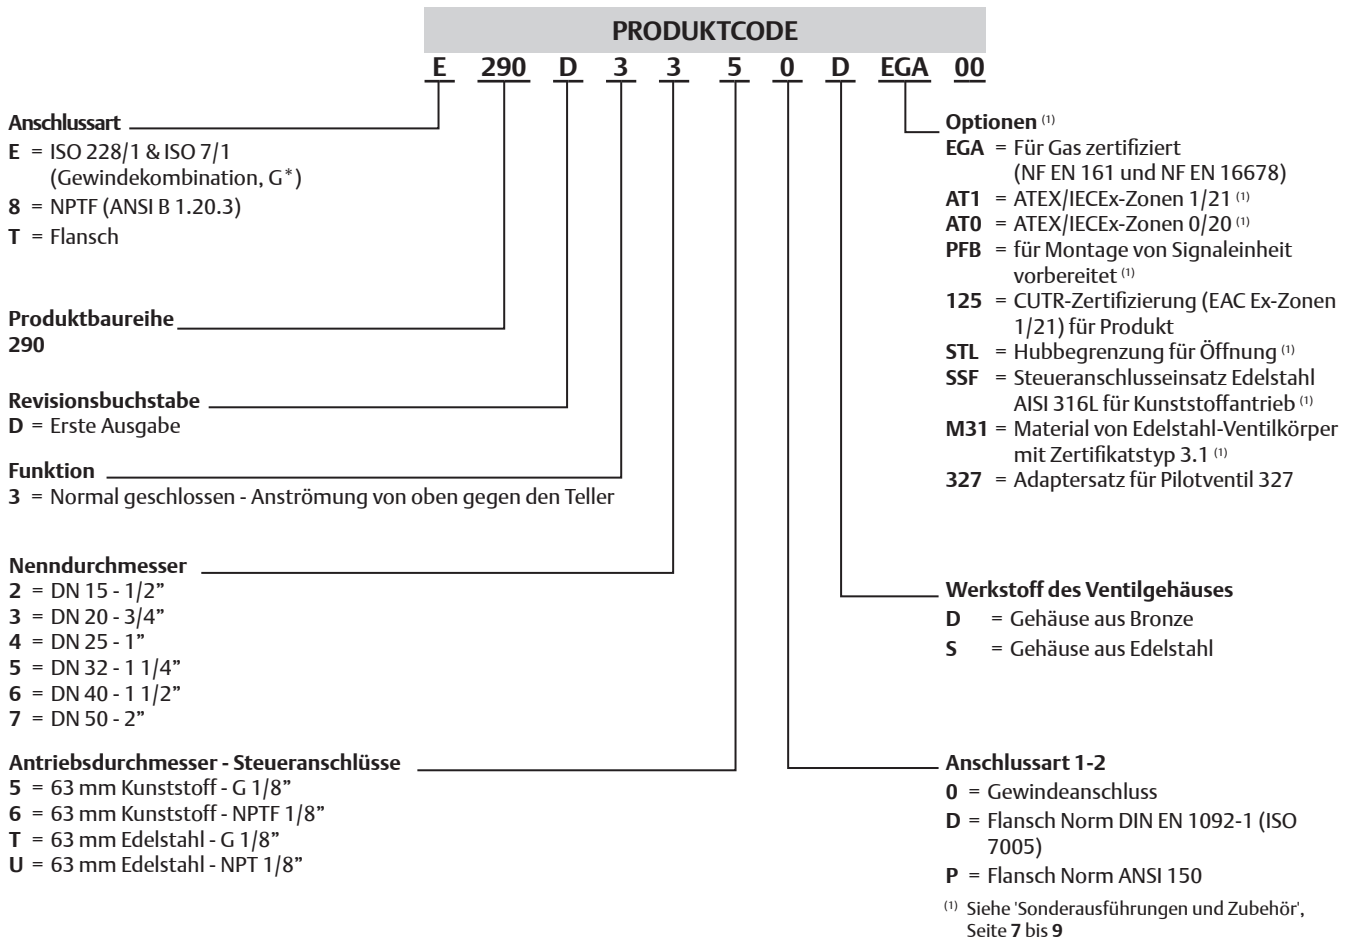 PRODUKTCODE
E 290 D 3 3 5 0 D EGA 00
Anschlussart
E = ISO 228/1 & ISO 7/1
(Gewindekombination, G*)
8 = NPTF (ANSI B 1.20.3)
T = Flansch
Produktbaureihe
290
Revisionsbuchstabe
D = Erste Ausgabe
Funktion
3 = Normal geschlossen - Anströmung von oben gegen den Teller
Nenndurchmesser
2 = DN 15 - 1/2”
3 = DN 20 - 3/4”
4 = DN 25 - 1”
5 = DN 32 - 1 1/4”
6 = DN 40 - 1 1/2”
7 = DN 50 - 2”
Antriebsdurchmesser - Steueranschlüsse
5 = 63 mm Kunststoff - G 1/8”
6 = 63 mm Kunststoff - NPTF 1/8”
T = 63 mm Edelstahl - G 1/8”
U = 63 mm Edelstahl - NPT 1/8”
Optionen (1)
EGA = Für Gas zertifiziert
(NF EN 161 und NF EN 16678)
AT1 = ATEX/IECEx-Zonen 1/21 (1)
AT0 = ATEX/IECEx-Zonen 0/20 (1)
PFB = für Montage von Signaleinheit
vorbereitet (1)
125 = CUTR-Zertifizierung (EAC Ex-Zonen
1/21) für Produkt
STL = Hubbegrenzung für Öffnung (1)
SSF = Steueranschlusseinsatz Edelstahl
AISI 316L für Kunststoffantrieb (1)
M31 = Material von Edelstahl-Ventilkörper
mit Zertifikatstyp 3.1 (1)
327 = Adaptersatz für Pilotventil 327
Werkstoff des Ventilgehäuses
D = Gehäuse aus Bronze
S = Gehäuse aus Edelstahl
Anschlussart 1-2
0 = Gewindeanschluss
D = Flansch Norm DIN EN 1092-1 (ISO
7005)
P = Flansch Norm ANSI 150
(1) Siehe 'Sonderausführungen und Zubehör',
Seite 7 bis 9